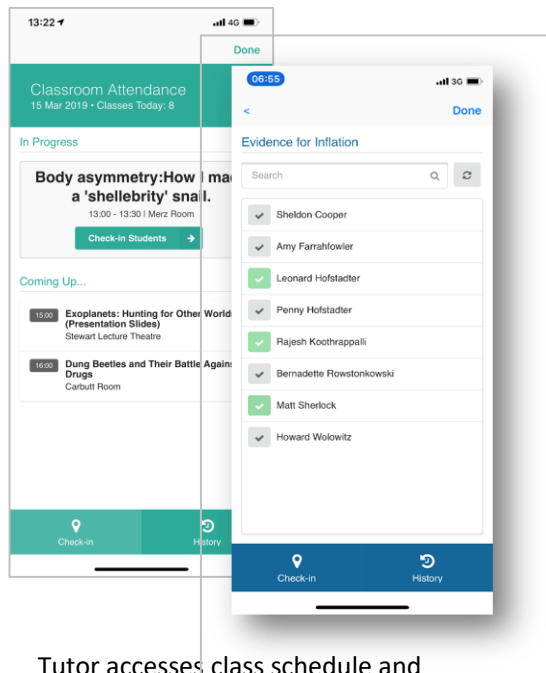 13:22
4G
Done
Classroom Attendance
15 Mar 2019 • Classes Today: 8
In Progress
Body asymmetry:How I
a 'shellebrity' snail.
13:00 - 13:30 | Merz Room
Check-in Students
Coming Up...
15:00 Exoplanets: Hunting for Other
(Presentation Slides)
Stewart Lecture Theatre
16:00 Dung Beetles and Their Battle
Drugs
Carbutt Room
Check-in
History
06:55
3G
<
Done
Evidence for Inflation
Search
Sheldon Cooper
Amy Farrahfowler
Leonard Hofstadter
Penny Hofstadter
Rajesh Koothrappalli
Bernadette Rowstonkowski
Matt Sherlock
Howard Wolowitz
Check-in
History
Tutor accesses class schedule and